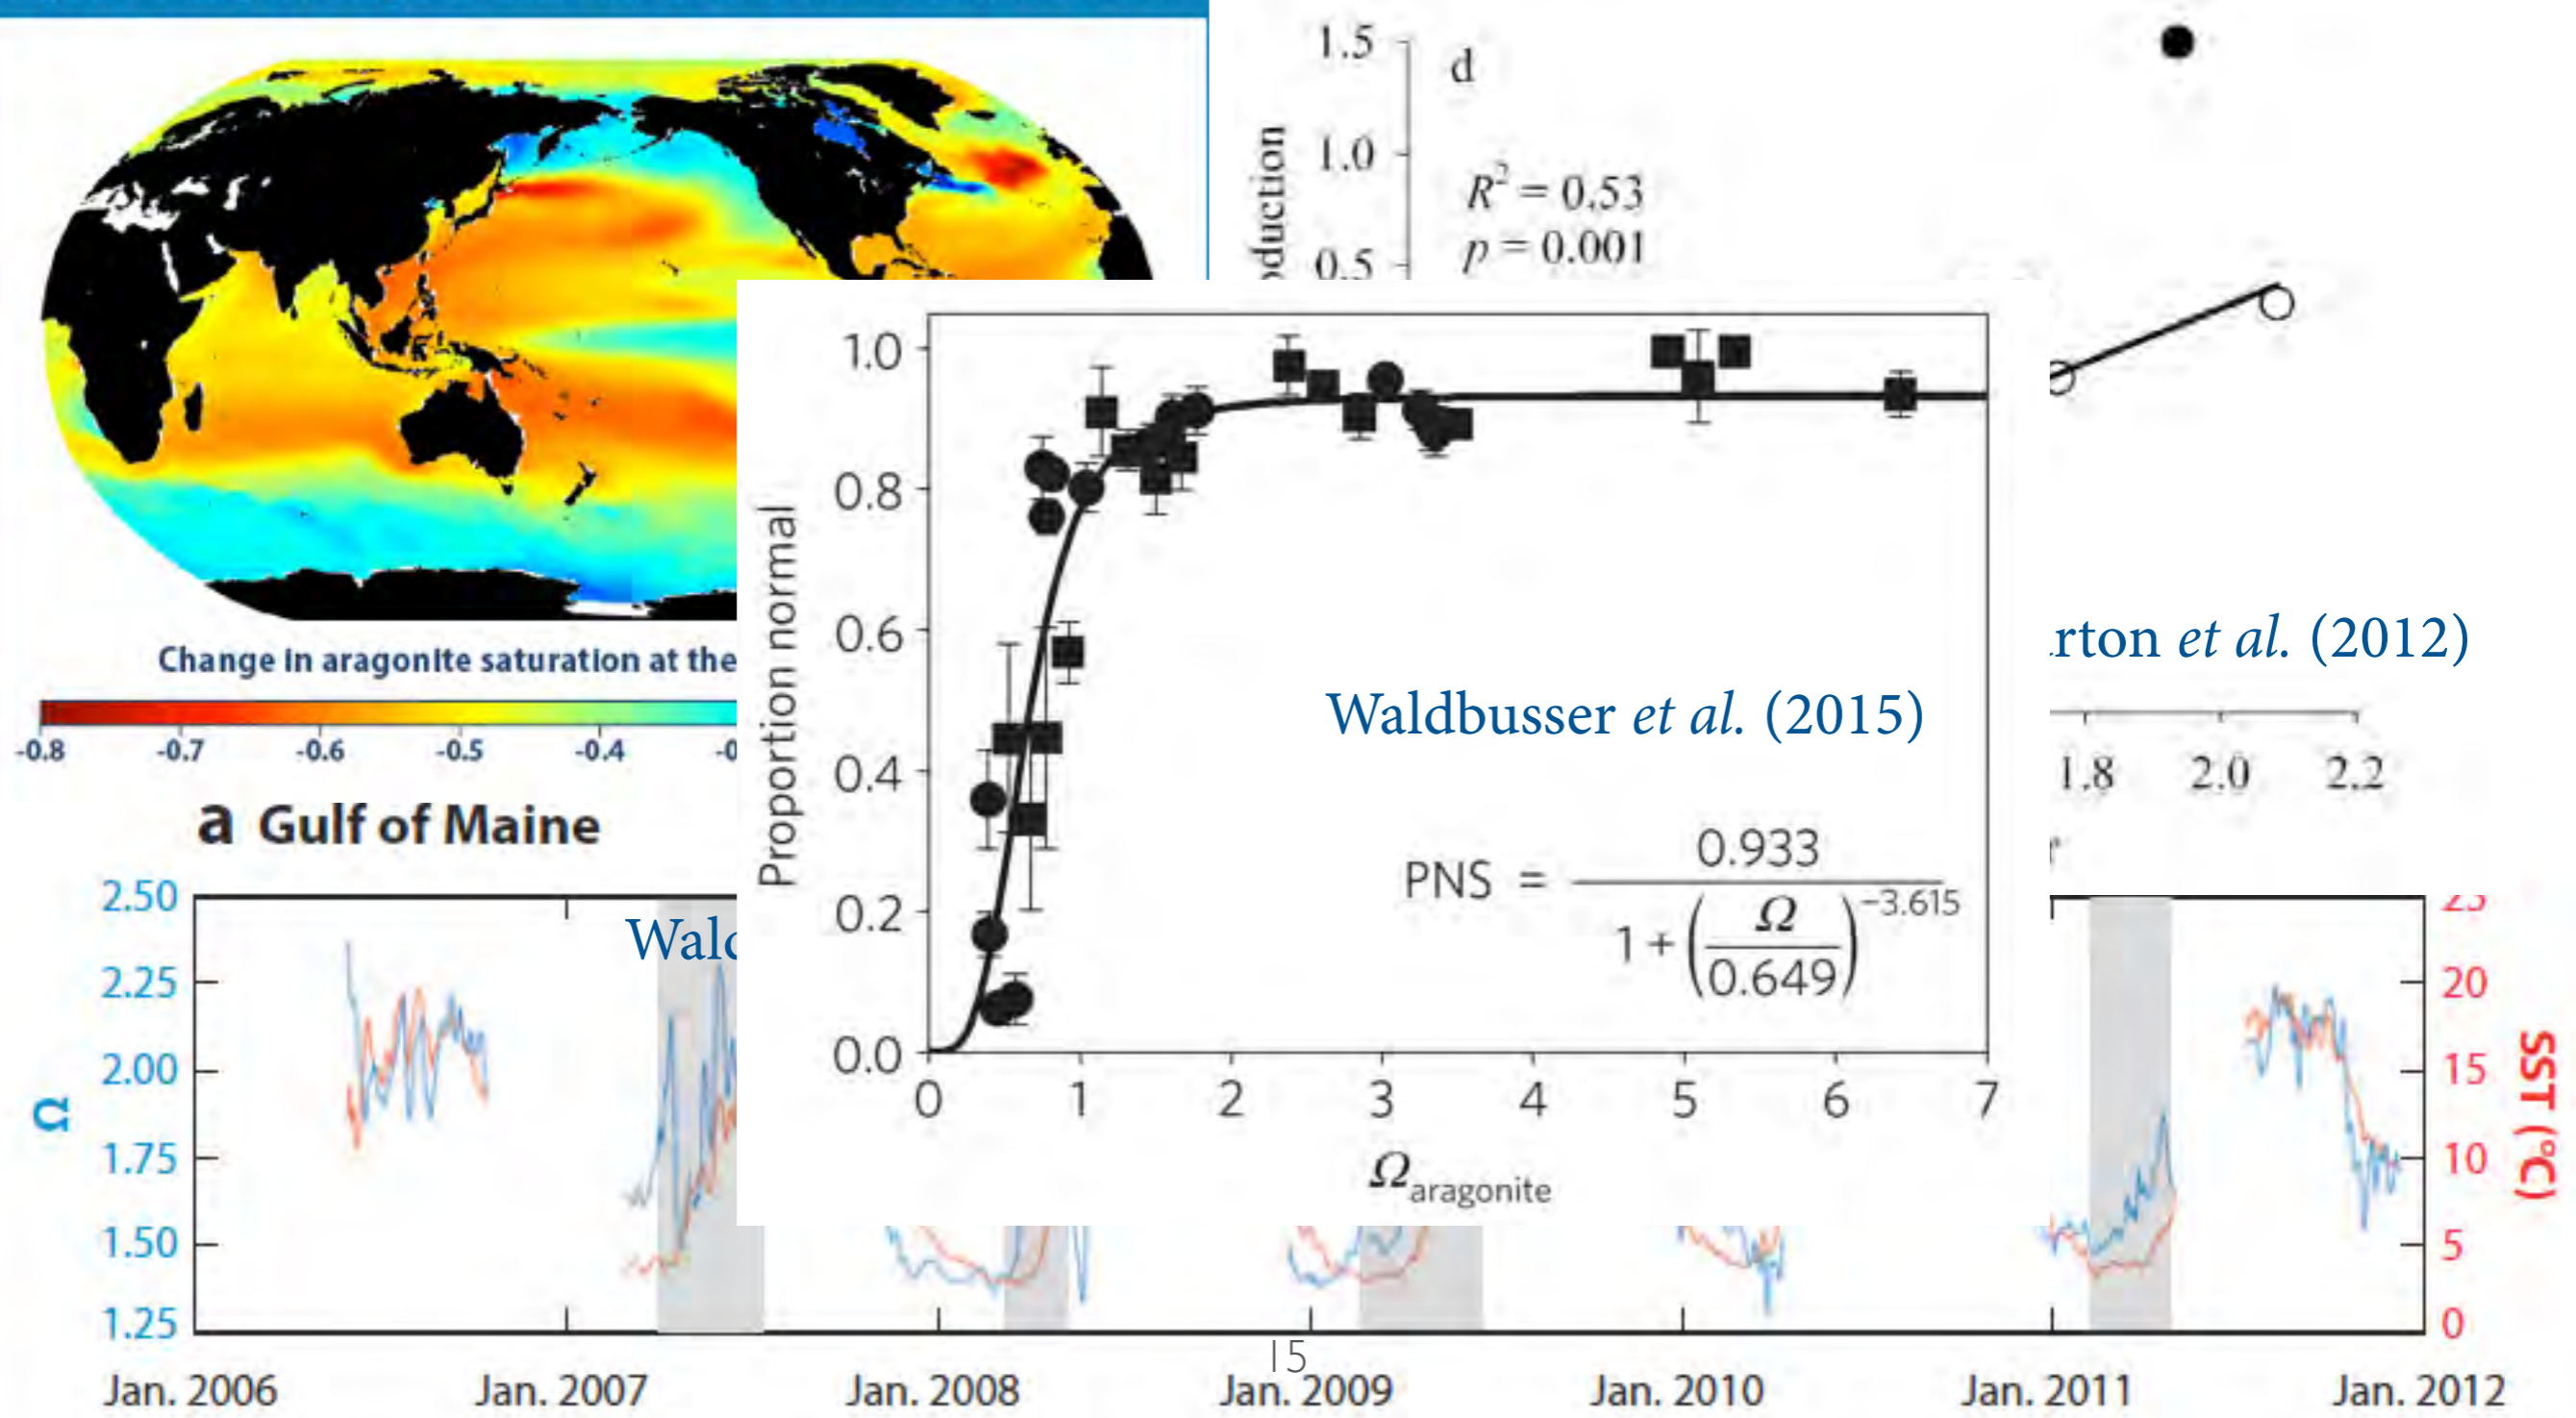 1.5
d
1.0
R² = 0.53
p = 0.001
0.5
oduction
Change in aragonite saturation at the
-0.8 -0.7 -0.6 -0.5 -0.4 -0
1.0
0.8
0.6
0.4
0.2
0.0
Proportion normal
0 1 2 3 4 5 6 7
Ωaragonite
Waldbusser et al. (2015)
PNS = 0.933
1 + (Ω / 0.649)^−3.615
rton et al. (2012)
1.8 2.0 2.2
a Gulf of Maine
2.50
2.25
2.00
1.75
1.50
1.25
Ω
Wald
20
15
10
5
0
SST (°C)
15
Jan. 2006 Jan. 2007 Jan. 2008 Jan. 2009 Jan. 2010 Jan. 2011 Jan. 2012